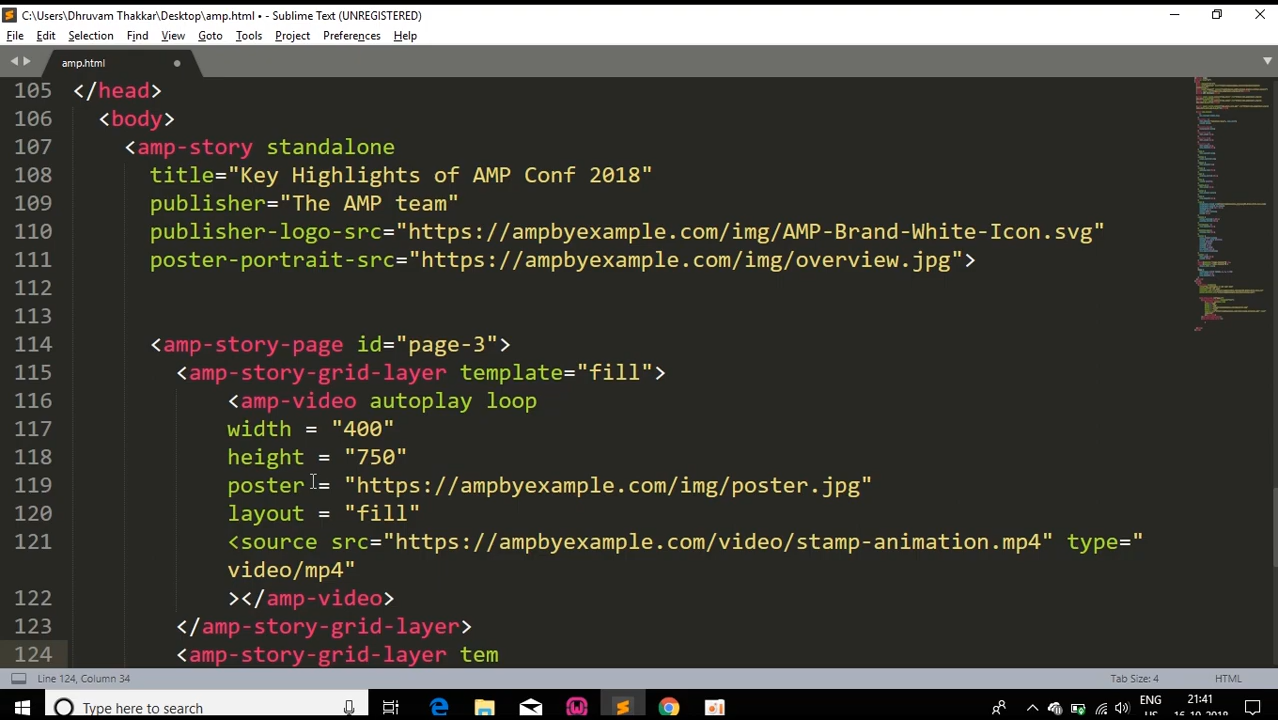 C:\Users\Dhruvam Thakkar\Desktop\amp.html • - Sublime Text (UNREGISTERED)
File Edit Selection Find View Goto Tools Project Preferences Help
amp.html
105 </head>
106 <body>
107 <amp-story standalone
108 title="Key Highlights of AMP Conf 2018"
109 publisher="The AMP team"
110 publisher-logo-src="https://ampbyexample.com/img/AMP-Brand-White-Icon.svg"
111 poster-portrait-src="https://ampbyexample.com/img/overview.jpg">
112
113
114 <amp-story-page id="page-3">
115 <amp-story-grid-layer template="fill">
116 <amp-video autoplay loop
117 width = "400"
118 height = "750"
119 poster = "https://ampbyexample.com/img/poster.jpg"
120 layout = "fill"
121 <source src="https://ampbyexample.com/video/stamp-animation.mp4" type="
video/mp4"
122 ></amp-video>
123 </amp-story-grid-layer>
124 <amp-story-grid-layer tem
Line 124, Column 34 Tab Size: 4 HTML
Type here to search ENG 21:41
16-10-2018